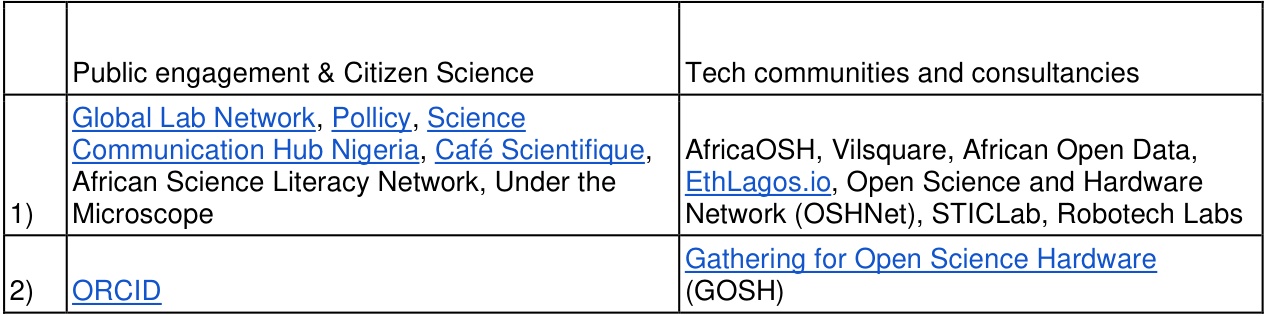 Public engagement & Citizen Science
Tech communities and consultancies
1)
Global Lab Network, Pollicy, Science
Communication Hub Nigeria, Café Scientifique,
African Science Literacy Network, Under the
Microscope
AfricaOSH, Vilsquare, African Open Data,
EthLagos.io, Open Science and Hardware
Network (OSHNet), STICLab, Robotech Labs
2)
ORCID
Gathering for Open Science Hardware
(GOSH)